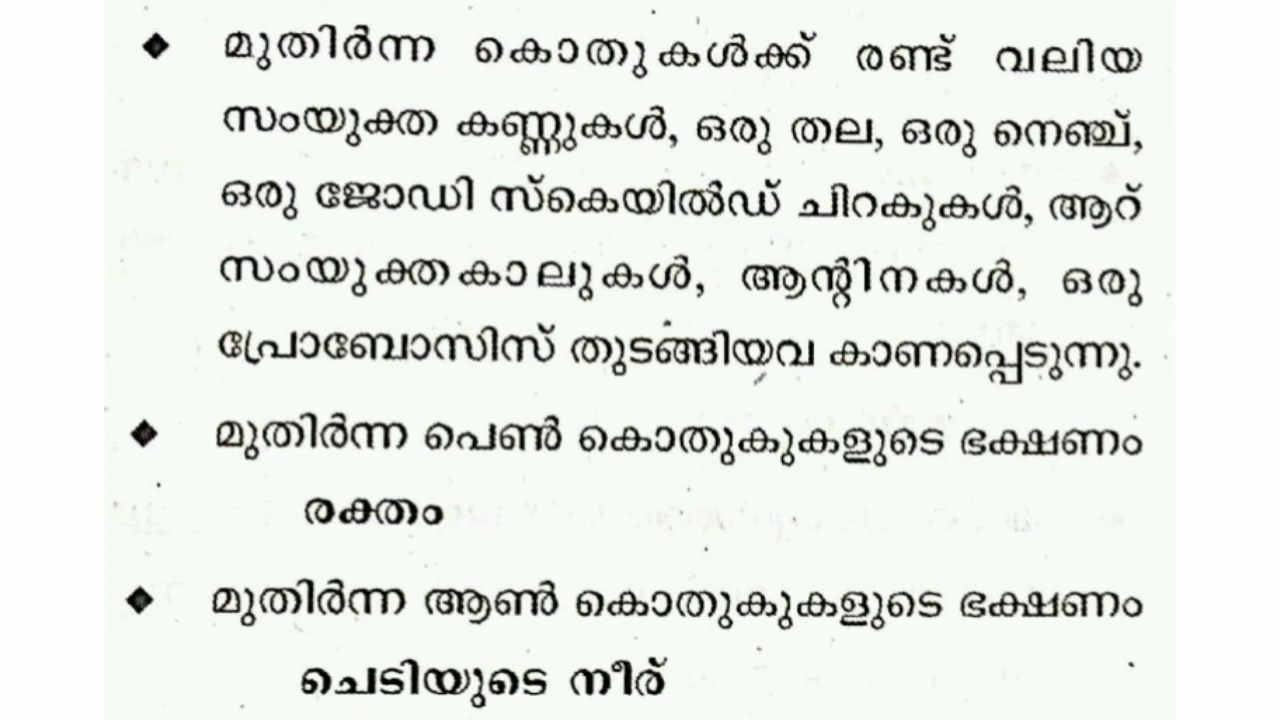 ◆ മുതിർന്ന കൊതുകൾക്ക് രണ്ട് വലിയ
സംയുക്ത കണ്ണുകൾ, ഒരു തല, ഒരു നെഞ്ച്,
ഒരു ജോഡി സ്കെയിൽഡ് ചിറകുകൾ, ആറ്
സംയുക്തകാലുകൾ, ആന്റിനകൾ, ഒരു
പ്രോബോസിസ് തുടങ്ങിയവ കാണപ്പെടുന്നു.
◆ മുതിർന്ന പെൺ കൊതുകുകളുടെ ഭക്ഷണം
രക്തം
◆ മുതിർന്ന ആൺ കൊതുകുകളുടെ ഭക്ഷണം
ചെടിയുടെ നീര്